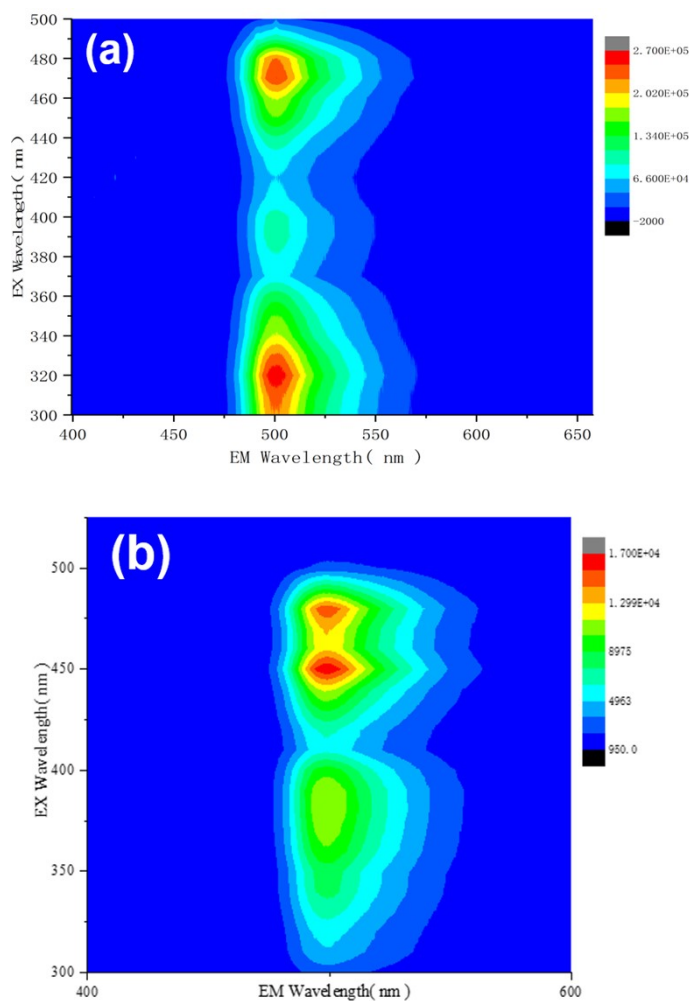 (a)
500
480
460
440
420
400
380
360
340
320
300
EX Wavelength( nm )
400
450
500
550
600
650
EM Wavelength( nm )
2.700E+05
2.020E+05
1.340E+05
6.600E+04
-2000
(b)
500
450
400
350
300
EX Wavelength(nm)
400
600
EM Wavelength(nm)
1.700E+04
1.299E+04
8975
4963
950.0